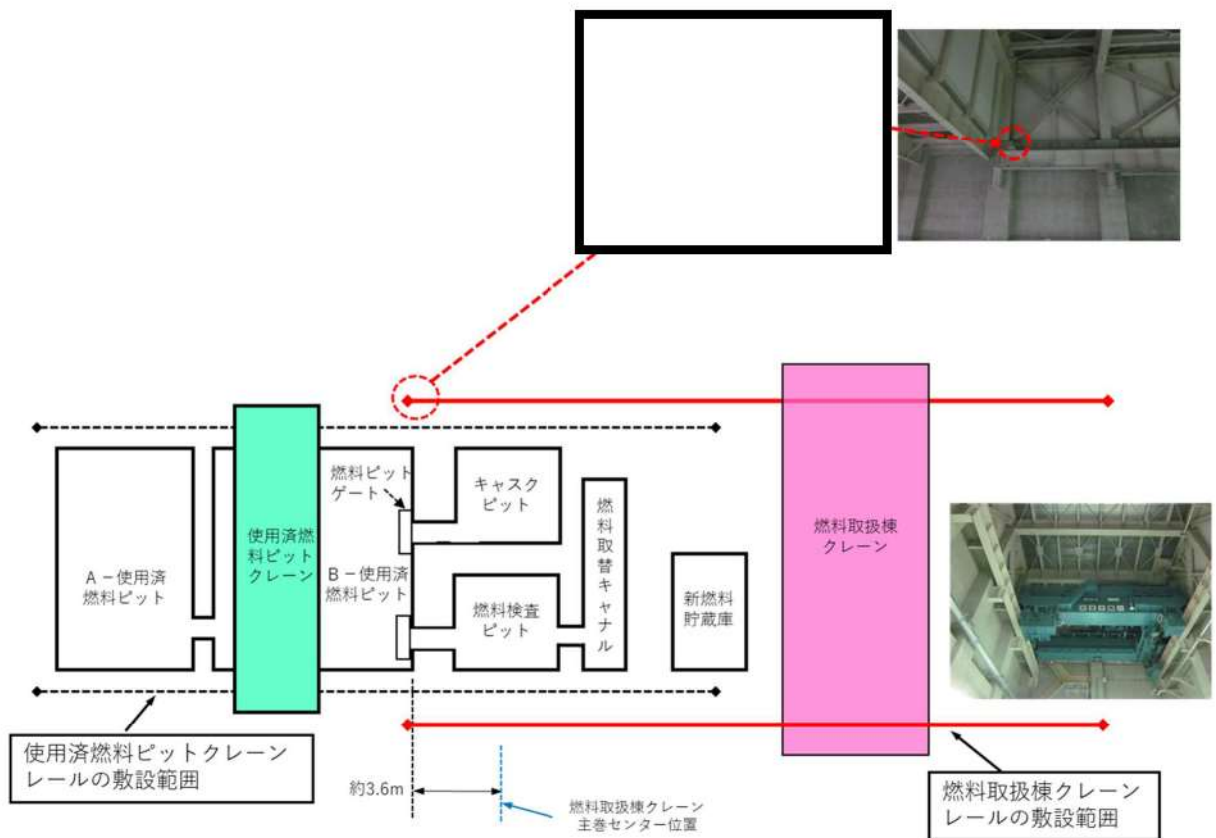 燃料ピット
ゲート
キャスク
ピット
燃料取替キャナル
使用済燃
料ピット
クレーン
燃料取扱棟
クレーン
A－使用済
燃料ピット
B－使用済
燃料ピット
燃料検査
ピット
新燃料
貯蔵庫
使用済燃料ピットクレーン
レールの敷設範囲
約3.6m
燃料取扱棟クレーン
主巻センター位置
燃料取扱棟クレーン
レールの敷設範囲